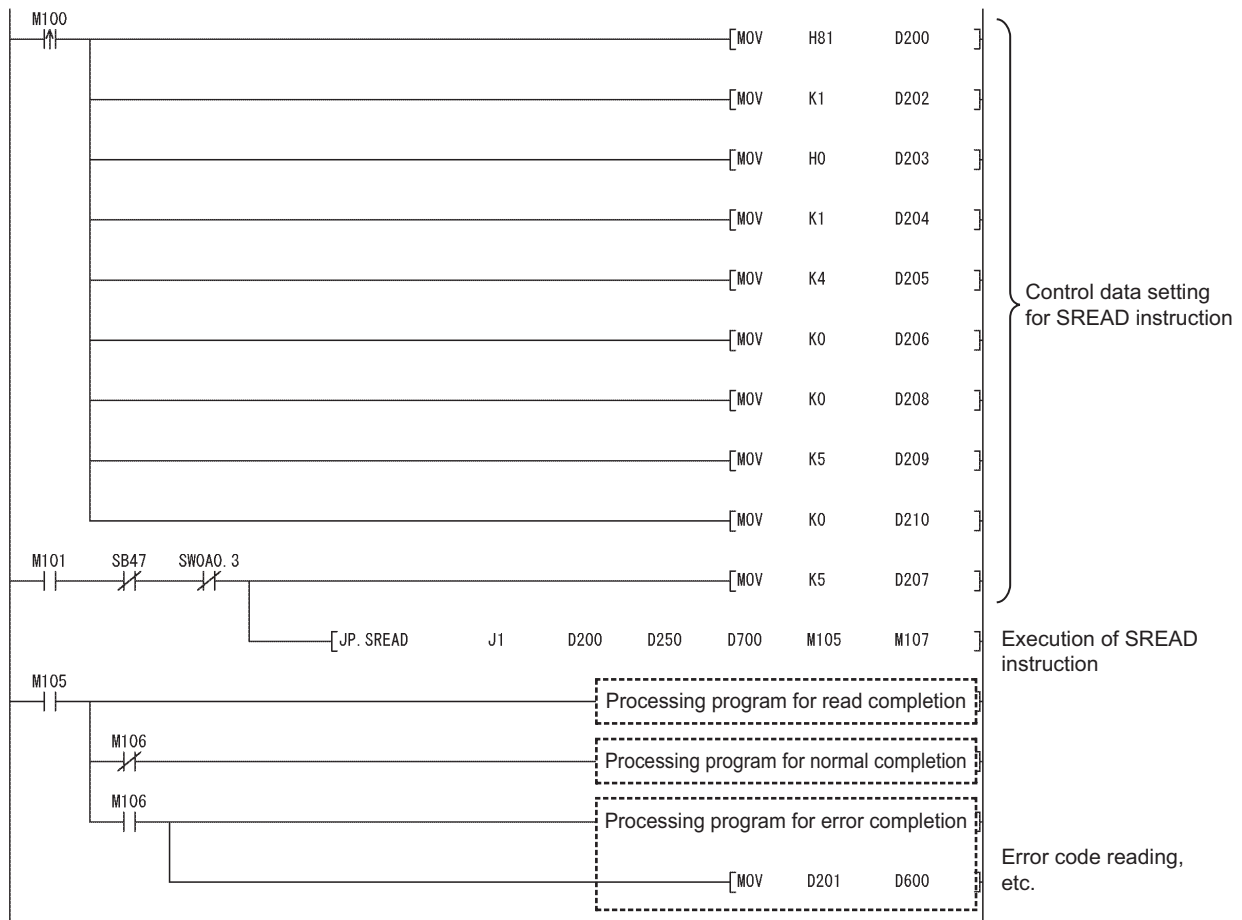 M100
[MOV H81 D200 ]
[MOV K1 D202 ]
[MOV H0 D203 ]
[MOV K1 D204 ]
[MOV K4 D205 ]
Control data setting
for SREAD instruction
[MOV K0 D206 ]
[MOV K0 D208 ]
[MOV K5 D209 ]
[MOV K0 D210 ]
M101 SB47 SW0A0.3
[MOV K5 D207 ]
[JP.SREAD J1 D200 D250 D700 M105 M107 ]
Execution of SREAD
instruction
M105
Processing program for read completion
M106
Processing program for normal completion
M106
Processing program for error completion
Error code reading,
etc.
[MOV D201 D600 ]